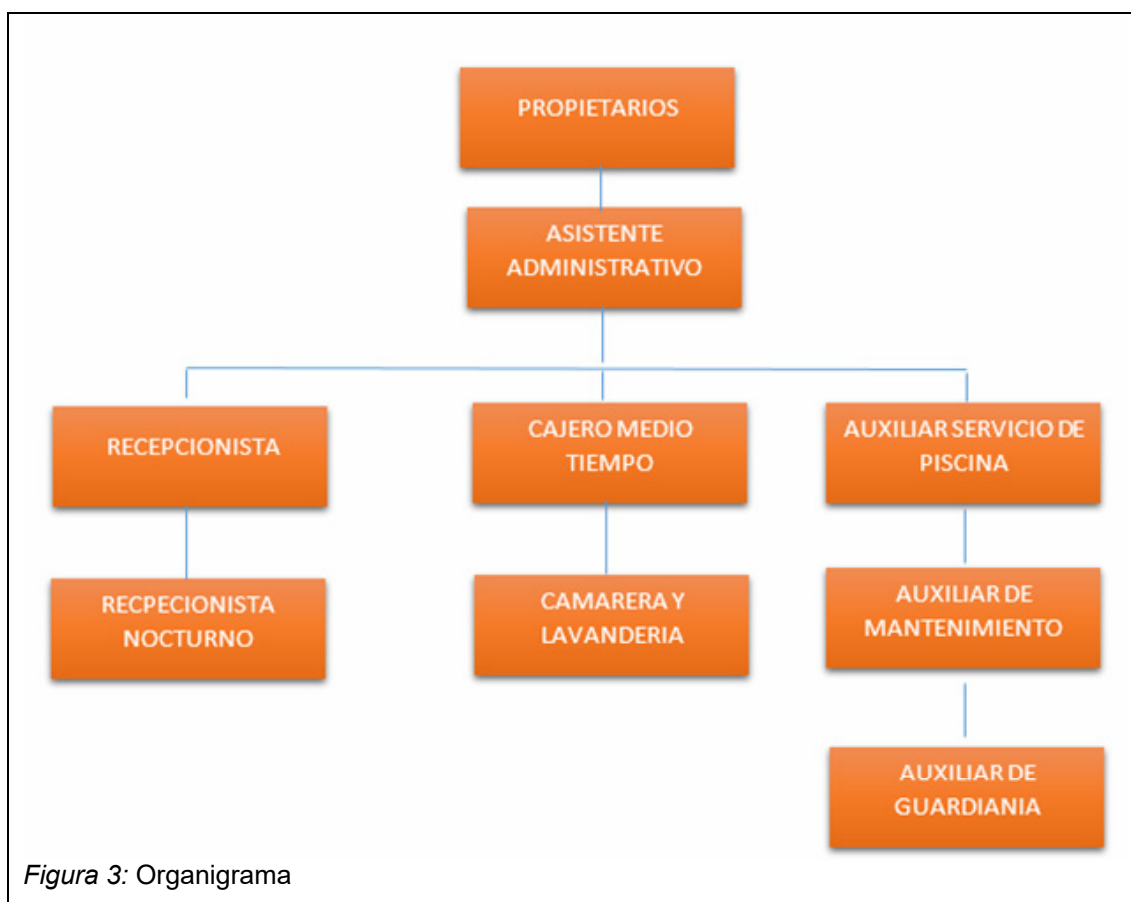 PROPIETARIOS
ASISTENTE
ADMINISTRATIVO
RECEPCIONISTA
CAJERO MEDIO
TIEMPO
AUXILIAR SERVICIO DE
PISCINA
RECPECIONISTA
NOCTURNO
CAMARERA Y
LAVANDERIA
AUXILIAR DE
MANTENIMIENTO
AUXILIAR DE
GUARDIANIA
Figura 3: Organigrama